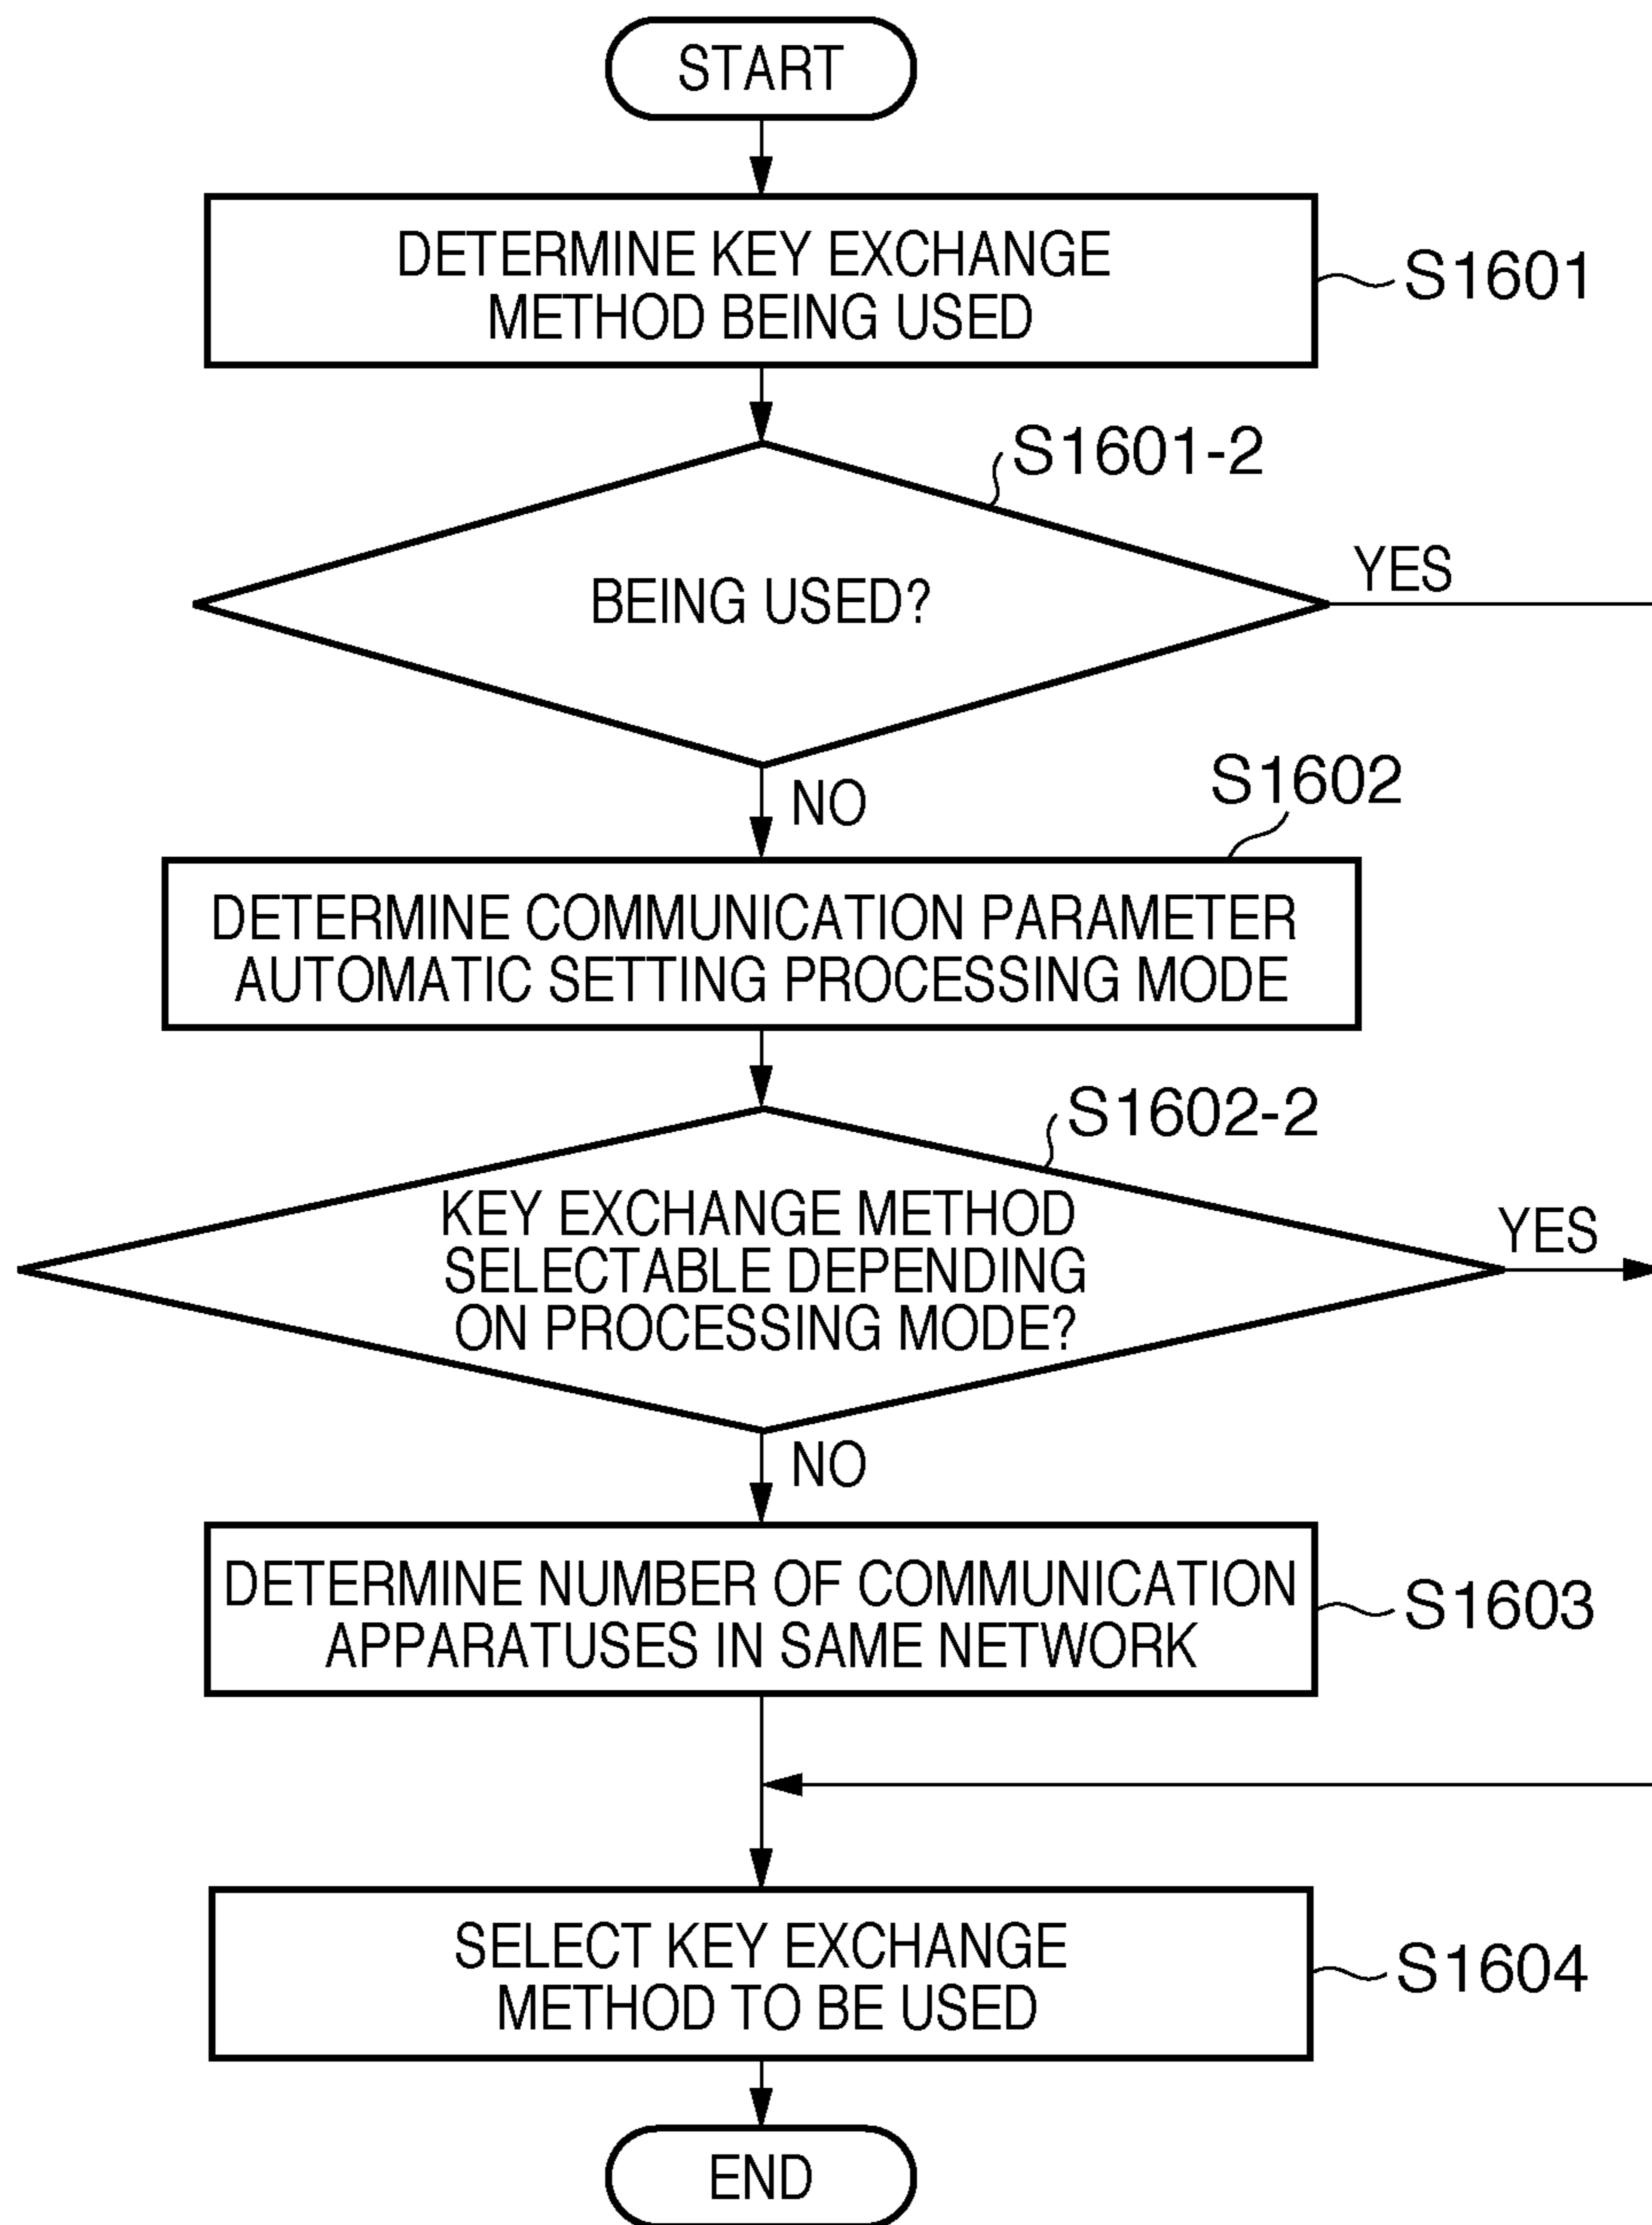 START
DETERMINE KEY EXCHANGE
METHOD BEING USED
S1601
S1601-2
BEING USED?
YES
NO
S1602
DETERMINE COMMUNICATION PARAMETER
AUTOMATIC SETTING PROCESSING MODE
S1602-2
KEY EXCHANGE METHOD
SELECTABLE DEPENDING
ON PROCESSING MODE?
YES
NO
DETERMINE NUMBER OF COMMUNICATION
APPARATUSES IN SAME NETWORK
S1603
SELECT KEY EXCHANGE
METHOD TO BE USED
S1604
END